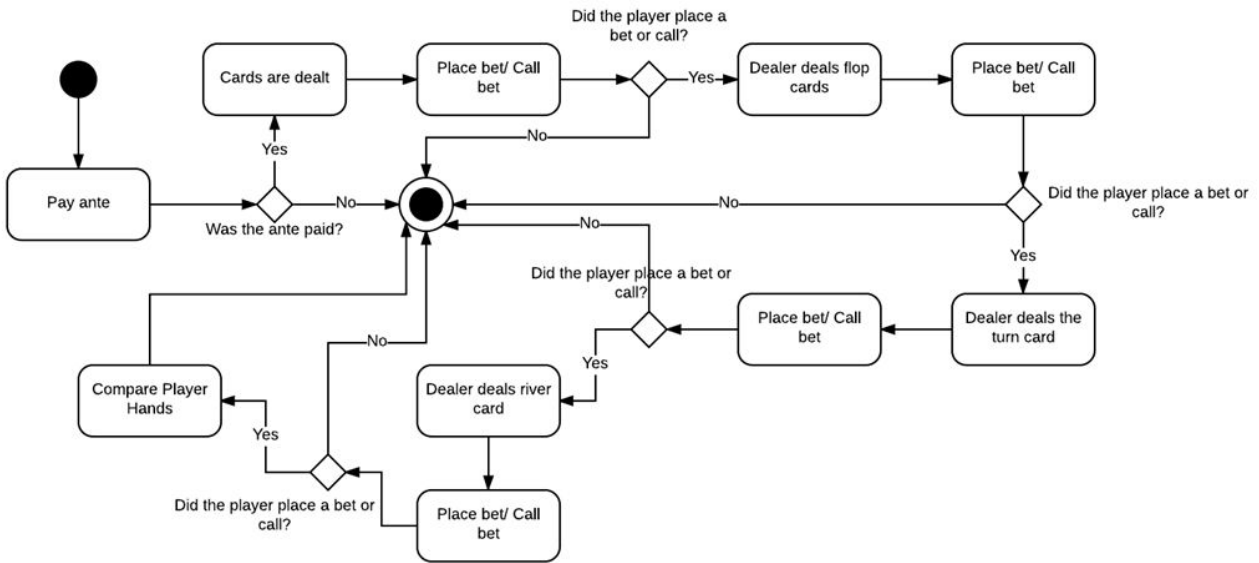 Did the player place a
bet or call?
Cards are dealt
Place bet/ Call
bet
Yes
Dealer deals flop
cards
Place bet/ Call
bet
No
Yes
Pay ante
Was the ante paid?
No
No
Did the player place a bet or
call?
No
Yes
Did the player place a bet or
call?
Place bet/ Call
bet
Dealer deals the
turn card
No
Yes
Compare Player
Hands
Dealer deals river
card
Yes
Did the player place a bet or
call?
Place bet/ Call
bet